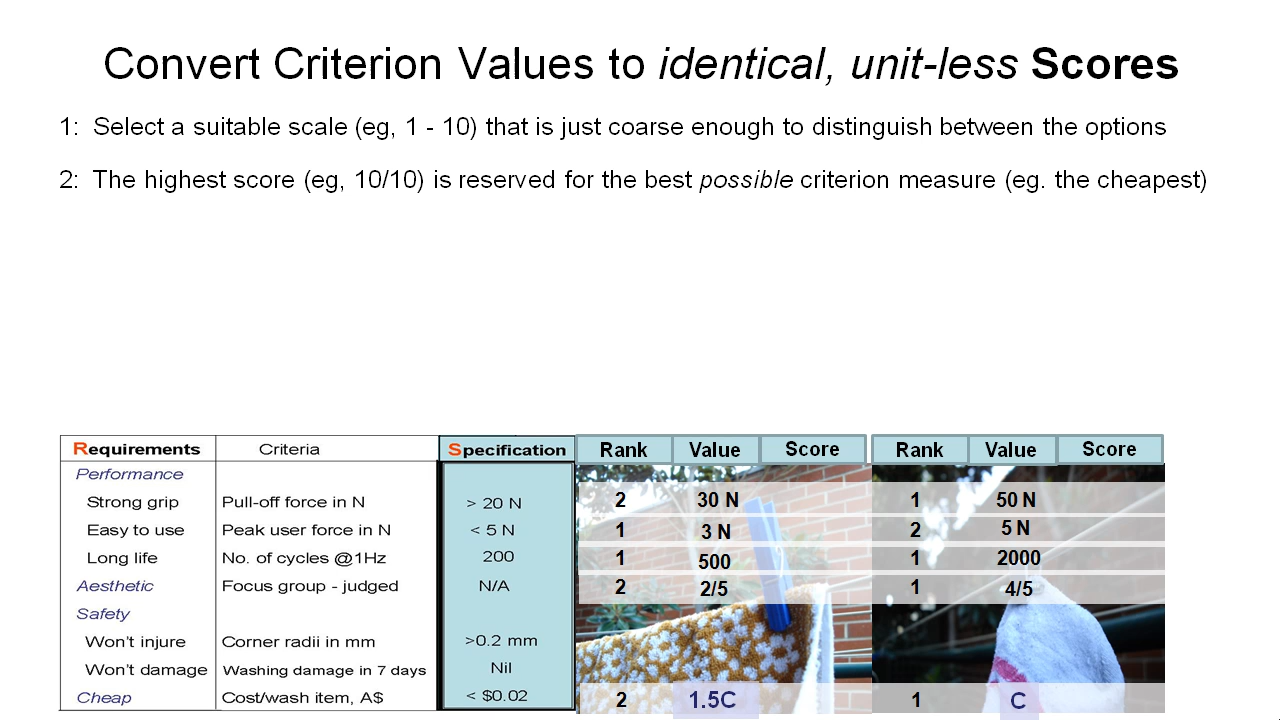 Convert Criterion Values to identical, unit-less Scores
1: Select a suitable scale (eg, 1 - 10) that is just coarse enough to distinguish between the options
2: The highest score (eg, 10/10) is reserved for the best possible criterion measure (eg. the cheapest)
Requirements Criteria Specification Rank Value Score Rank Value Score
Performance
Strong grip Pull-off force in N > 20 N 2 30 N 1 50 N
Easy to use Peak user force in N < 5 N 1 3 N 2 5 N
Long life No. of cycles @1Hz 200 1 500 1 2000
Aesthetic Focus group - judged N/A 2 2/5 1 4/5
Safety
Won't injure Corner radii in mm >0.2 mm
Won't damage Washing damage in 7 days Nil
Cheap Cost/wash item, A$ < $0.02 2 1.5C 1 C